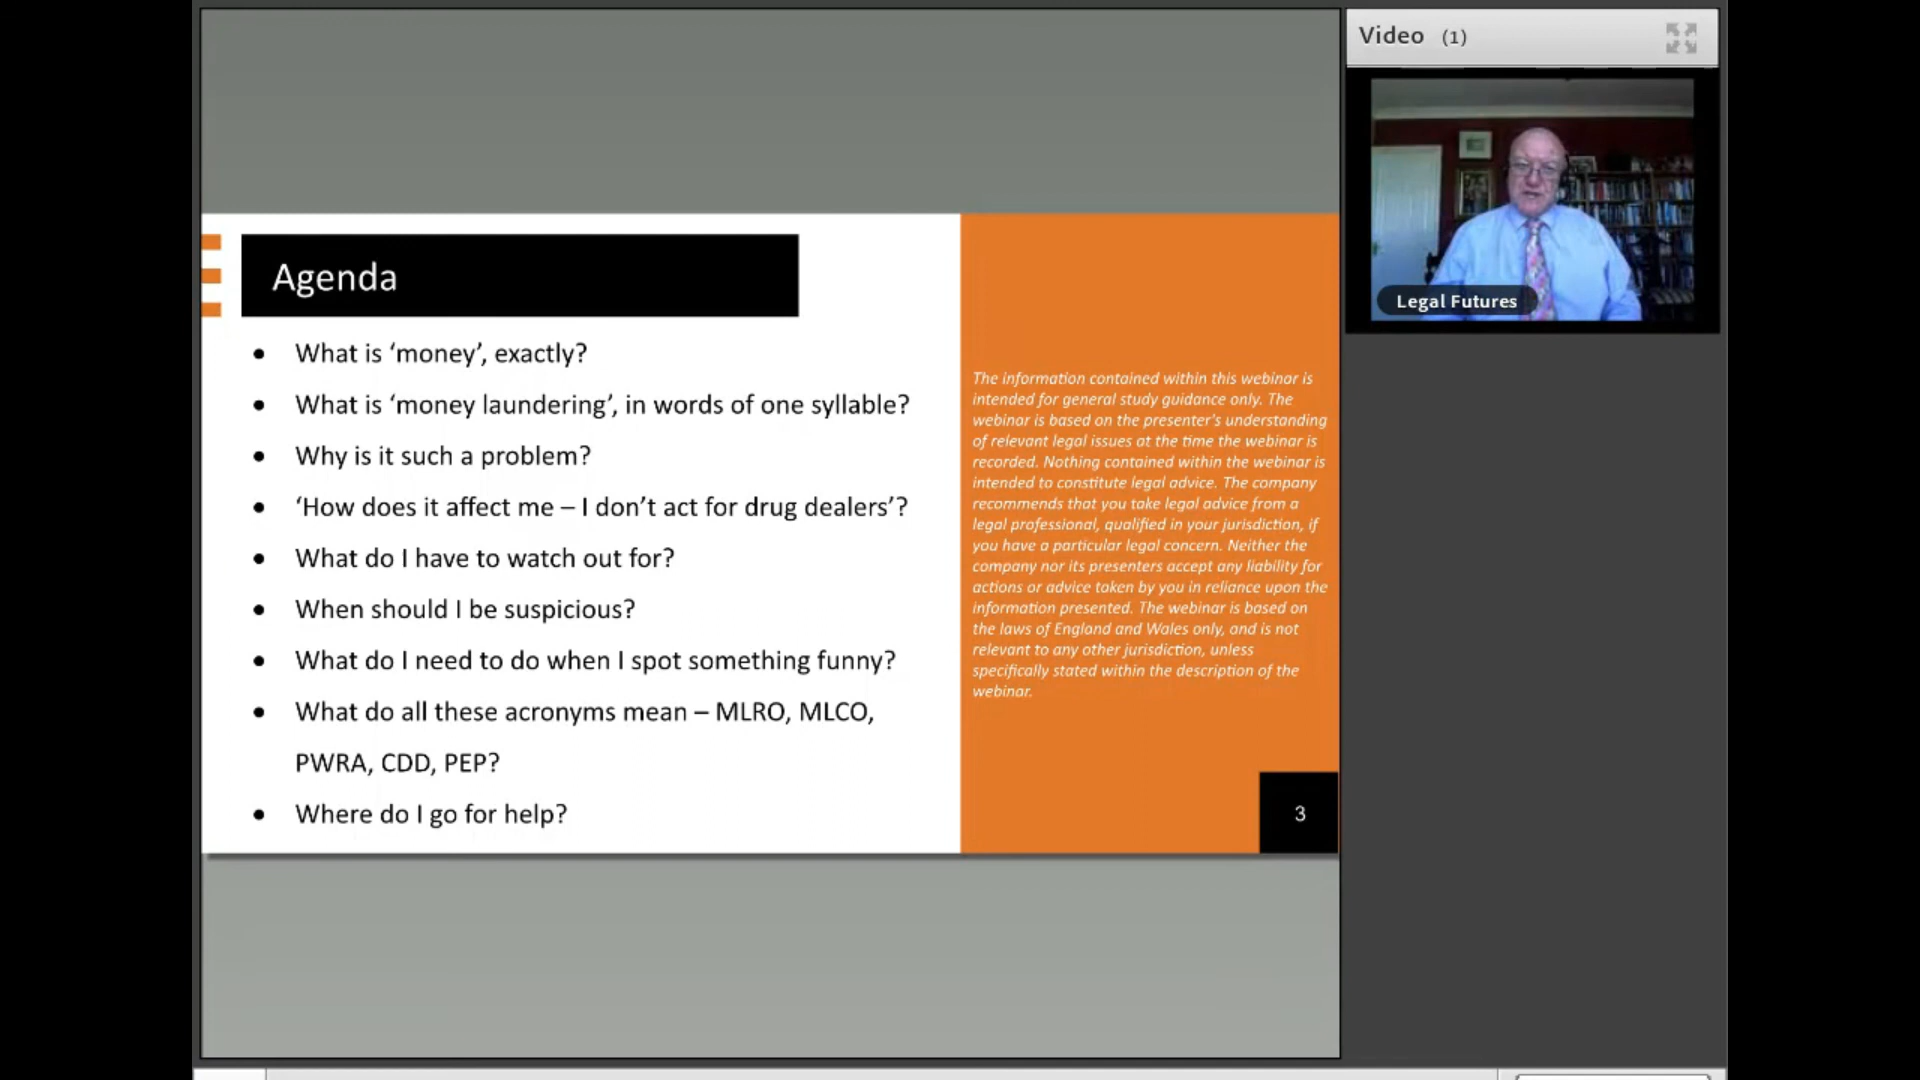 Agenda
• What is ‘money’, exactly?
• What is ‘money laundering’, in words of one syllable?
• Why is it such a problem?
• ‘How does it affect me – I don’t act for drug dealers’?
• What do I have to watch out for?
• When should I be suspicious?
• What do I need to do when I spot something funny?
• What do all these acronyms mean – MLRO, MLCO,
PWRA, CDD, PEP?
• Where do I go for help?
The information contained within this webinar is
intended for general study guidance only. The
webinar is based on the presenter's understanding
of relevant legal issues at the time the webinar is
recorded. Nothing contained within the webinar is
intended to constitute legal advice. The company
recommends that you take legal advice from a
legal professional, qualified in your jurisdiction, if
you have a particular legal concern. Neither the
company nor its presenters accept any liability for
actions or advice taken by you in reliance upon the
information presented. The webinar is based on
the laws of England and Wales only, and is not
relevant to any other jurisdiction, unless
specifically stated within the description of the
webinar.
3
Video (1)
Legal Futures